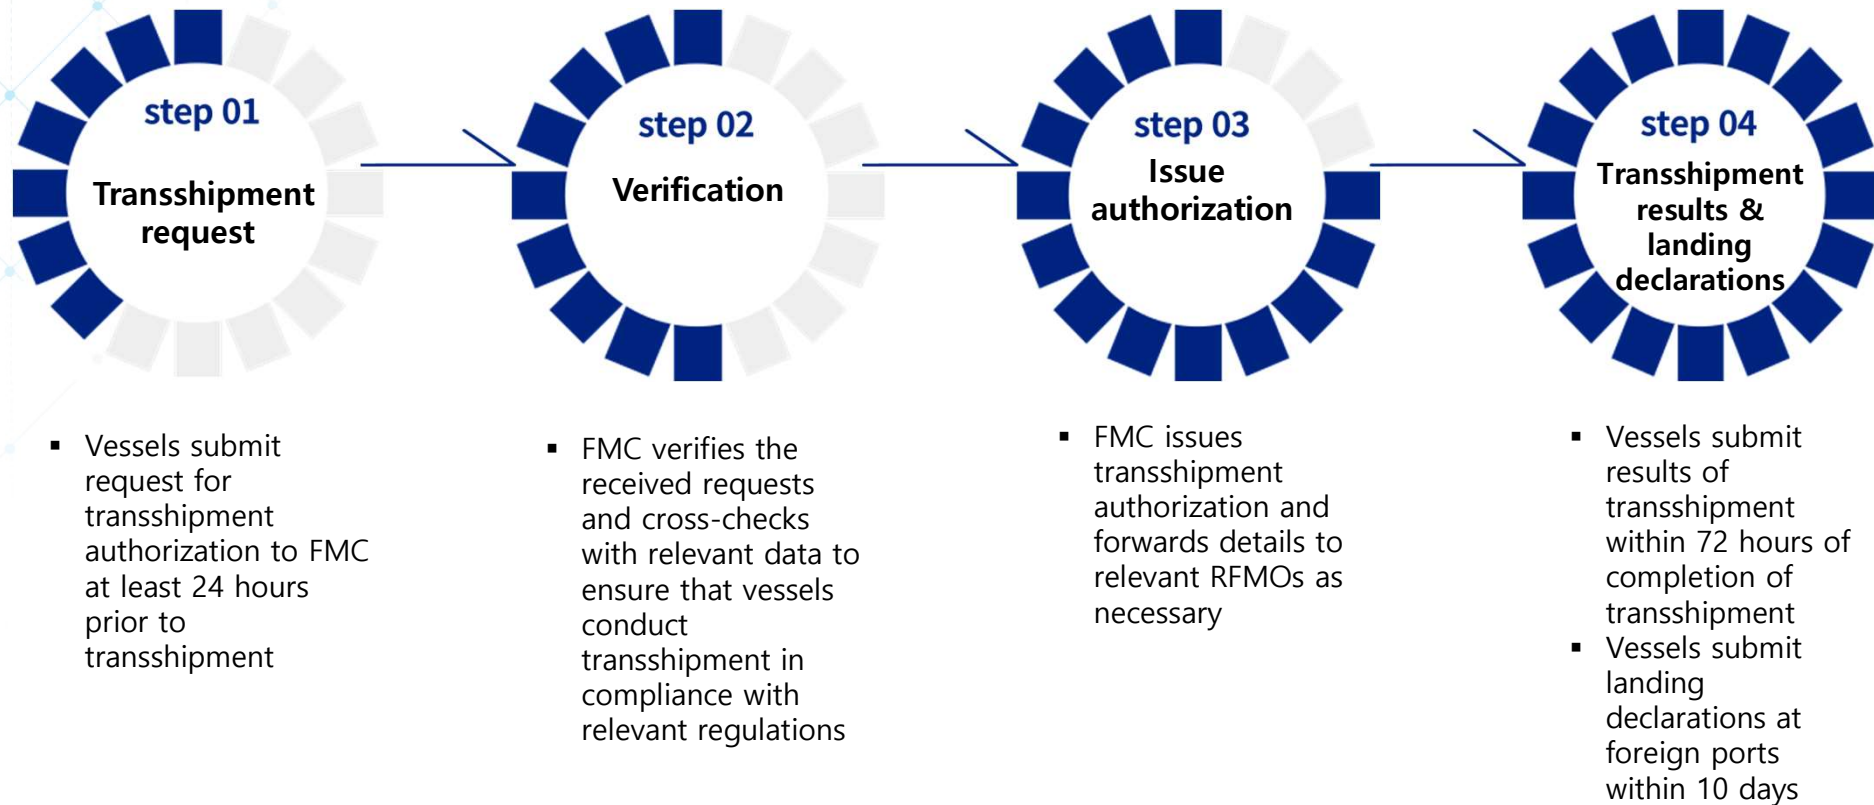 step 01
Transshipment
request
▪ Vessels submit
request for
transshipment
authorization to FMC
at least 24 hours
prior to
transshipment
step 02
Verification
▪ FMC verifies the
received requests
and cross-checks
with relevant data to
ensure that vessels
conduct
transshipment in
compliance with
relevant regulations
step 03
Issue
authorization
▪ FMC issues
transshipment
authorization and
forwards details to
relevant RFMOs as
necessary
step 04
Transshipment
results &
landing
declarations
▪ Vessels submit
results of
transshipment
within 72 hours of
completion of
transshipment
▪ Vessels submit
landing
declarations at
foreign ports
within 10 days